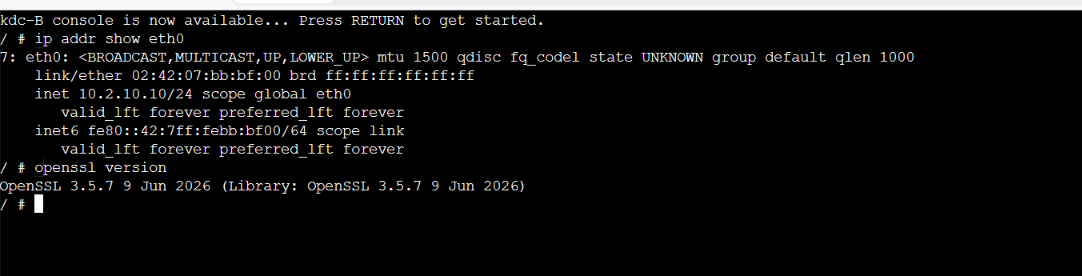 kdc-B console is now available... Press RETURN to get started.
/ # ip addr show eth0
7: eth0: <BROADCAST,MULTICAST,UP,LOWER_UP> mtu 1500 qdisc fq_codel state UNKNOWN group default qlen 1000
    link/ether 02:42:07:bb:bf:00 brd ff:ff:ff:ff:ff:ff
    inet 10.2.10.10/24 scope global eth0
       valid_lft forever preferred_lft forever
    inet6 fe80::42:7ff:febb:bf00/64 scope link
       valid_lft forever preferred_lft forever
/ # openssl version
OpenSSL 3.5.7 9 Jun 2026 (Library: OpenSSL 3.5.7 9 Jun 2026)
/ #